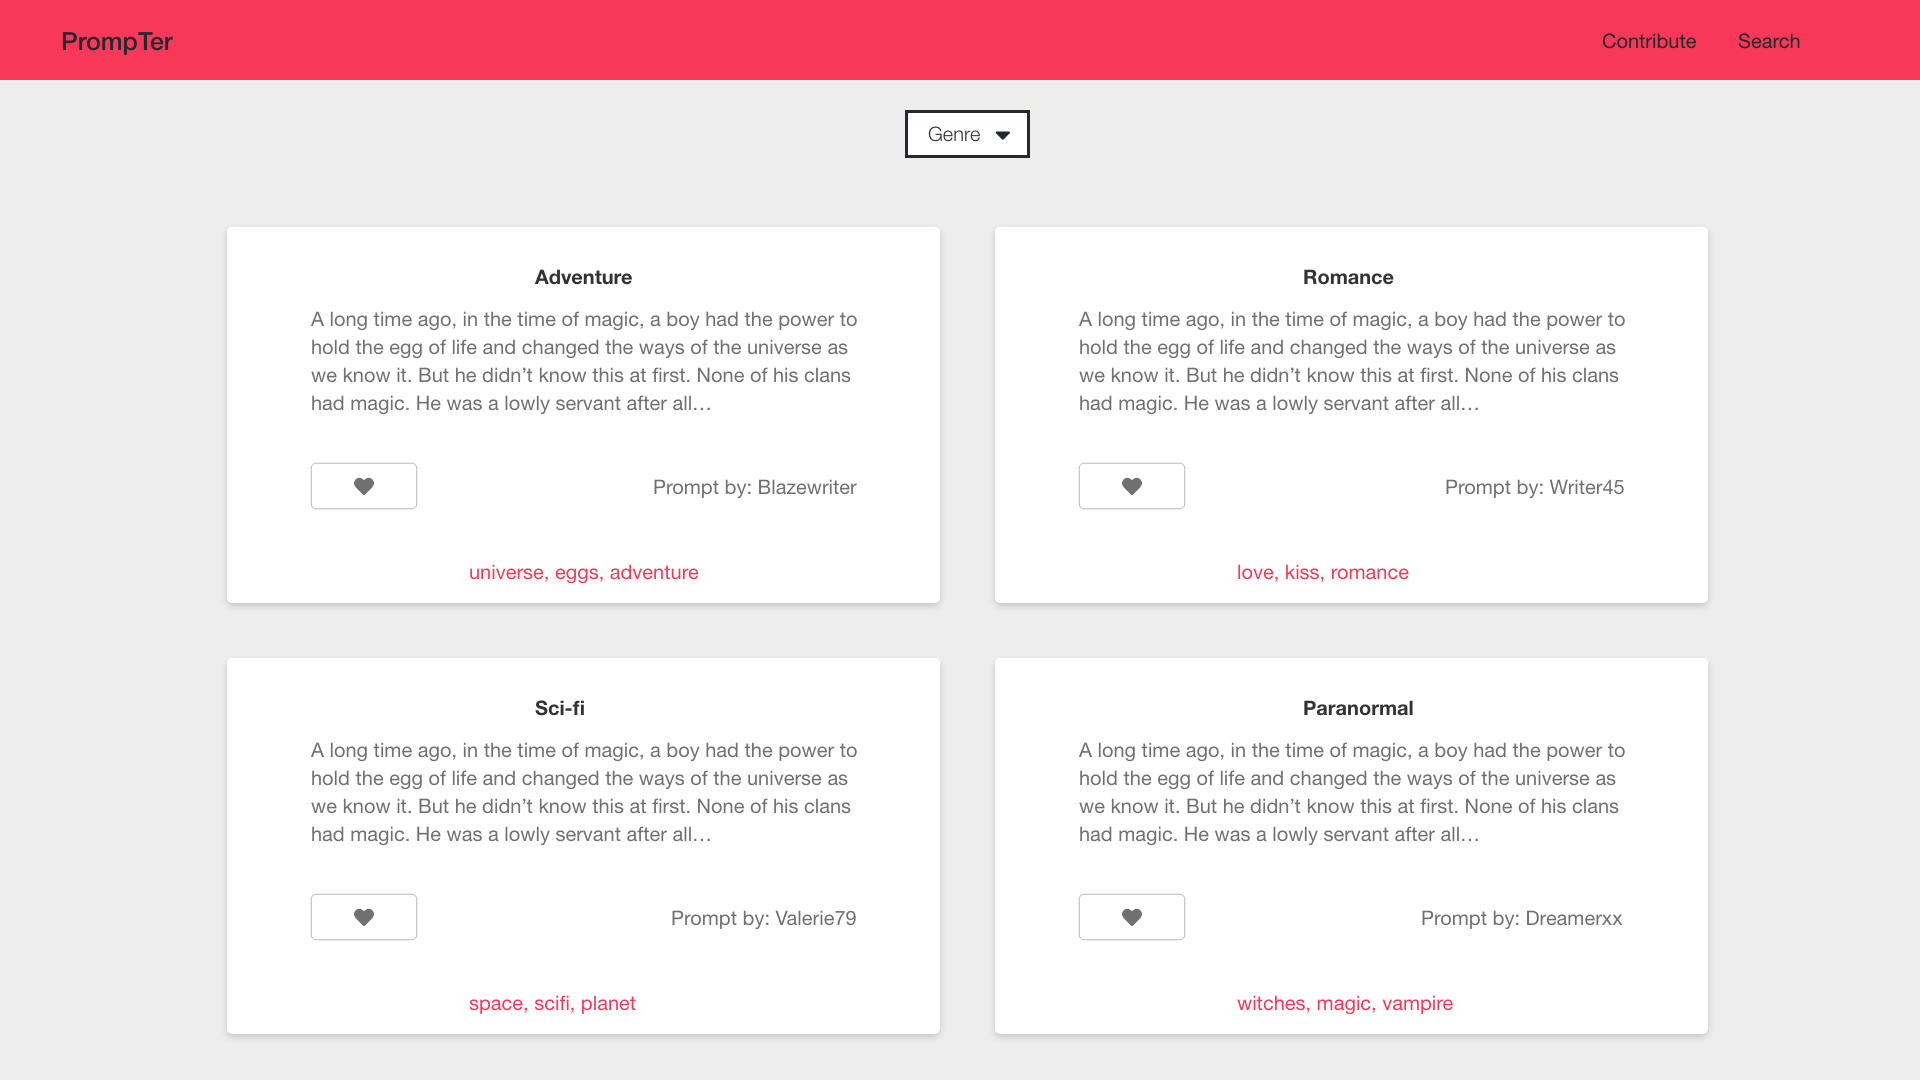 PrompTer
Contribute
Search
Genre
Adventure
A long time ago, in the time of magic, a boy had the power to
hold the egg of life and changed the ways of the universe as
we know it. But he didn’t know this at first. None of his clans
had magic. He was a lowly servant after all…
Prompt by: Blazewriter
universe, eggs, adventure
Romance
A long time ago, in the time of magic, a boy had the power to
hold the egg of life and changed the ways of the universe as
we know it. But he didn’t know this at first. None of his clans
had magic. He was a lowly servant after all…
Prompt by: Writer45
love, kiss, romance
Sci-fi
A long time ago, in the time of magic, a boy had the power to
hold the egg of life and changed the ways of the universe as
we know it. But he didn’t know this at first. None of his clans
had magic. He was a lowly servant after all…
Prompt by: Valerie79
space, scifi, planet
Paranormal
A long time ago, in the time of magic, a boy had the power to
hold the egg of life and changed the ways of the universe as
we know it. But he didn’t know this at first. None of his clans
had magic. He was a lowly servant after all…
Prompt by: Dreamerxx
witches, magic, vampire